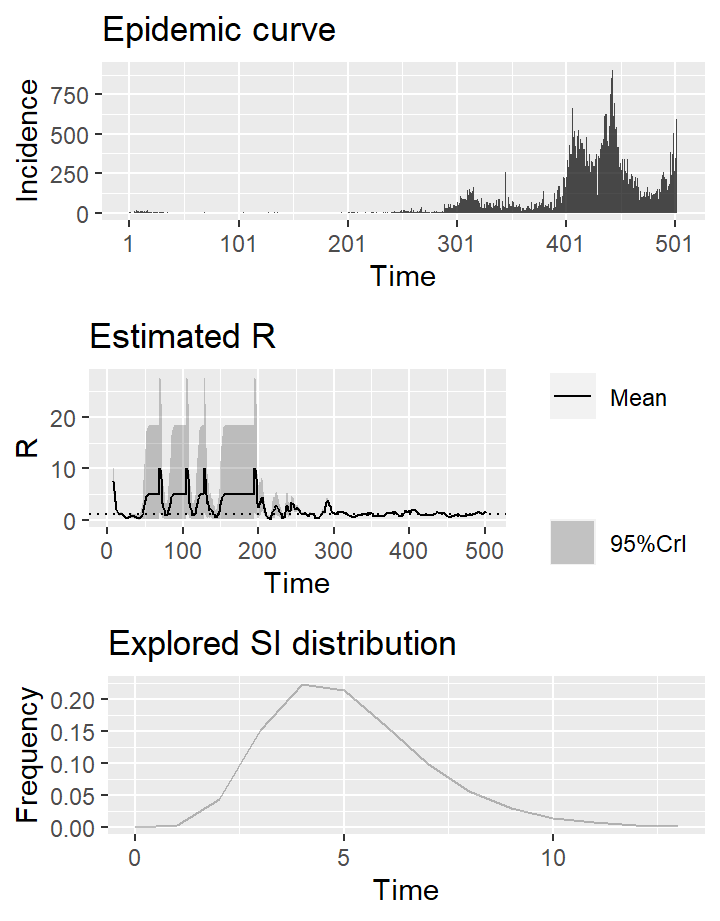 Epidemic curve
Incidence
750
500
250
0
1 101 201 301 401 501
Time
Estimated R
R
20
10
0
0 100 200 300 400 500
Time
Mean
95%CrI
Explored SI distribution
Frequency
0.20
0.15
0.10
0.05
0.00
0 5 10
Time